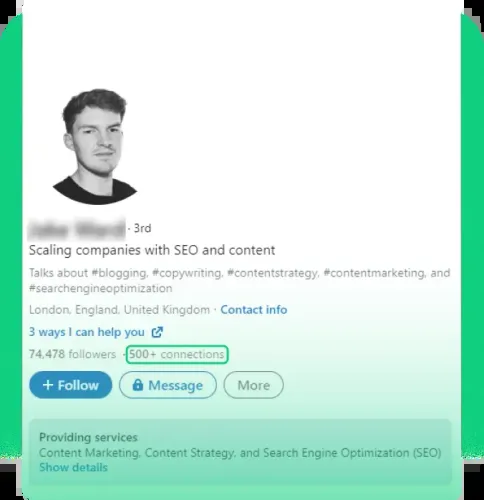 · 3rd
Scaling companies with SEO and content
Talks about #blogging, #copywriting, #contentstrategy, #contentmarketing, and
#searchengineoptimization
London, England, United Kingdom · Contact info
3 ways I can help you
74,478 followers · 500+ connections
+ Follow
Message
More
Providing services
Content Marketing, Content Strategy, and Search Engine Optimization (SEO)
Show details